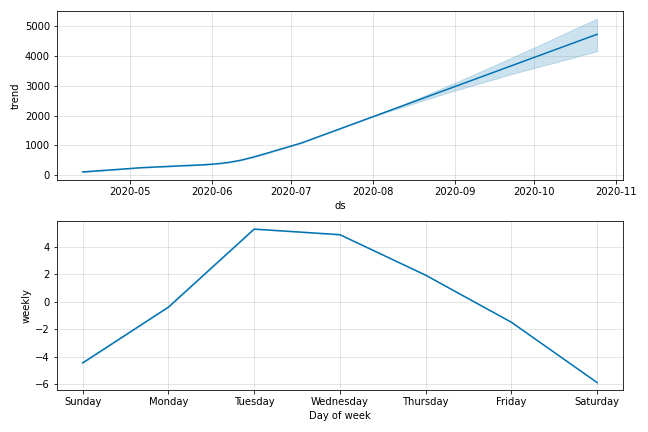 5000
4000
3000
2000
1000
0
trend
2020-05 2020-06 2020-07 2020-08 2020-09 2020-10 2020-11
ds
4
2
0
−2
−4
−6
weekly
Sunday Monday Tuesday Wednesday Thursday Friday Saturday
Day of week